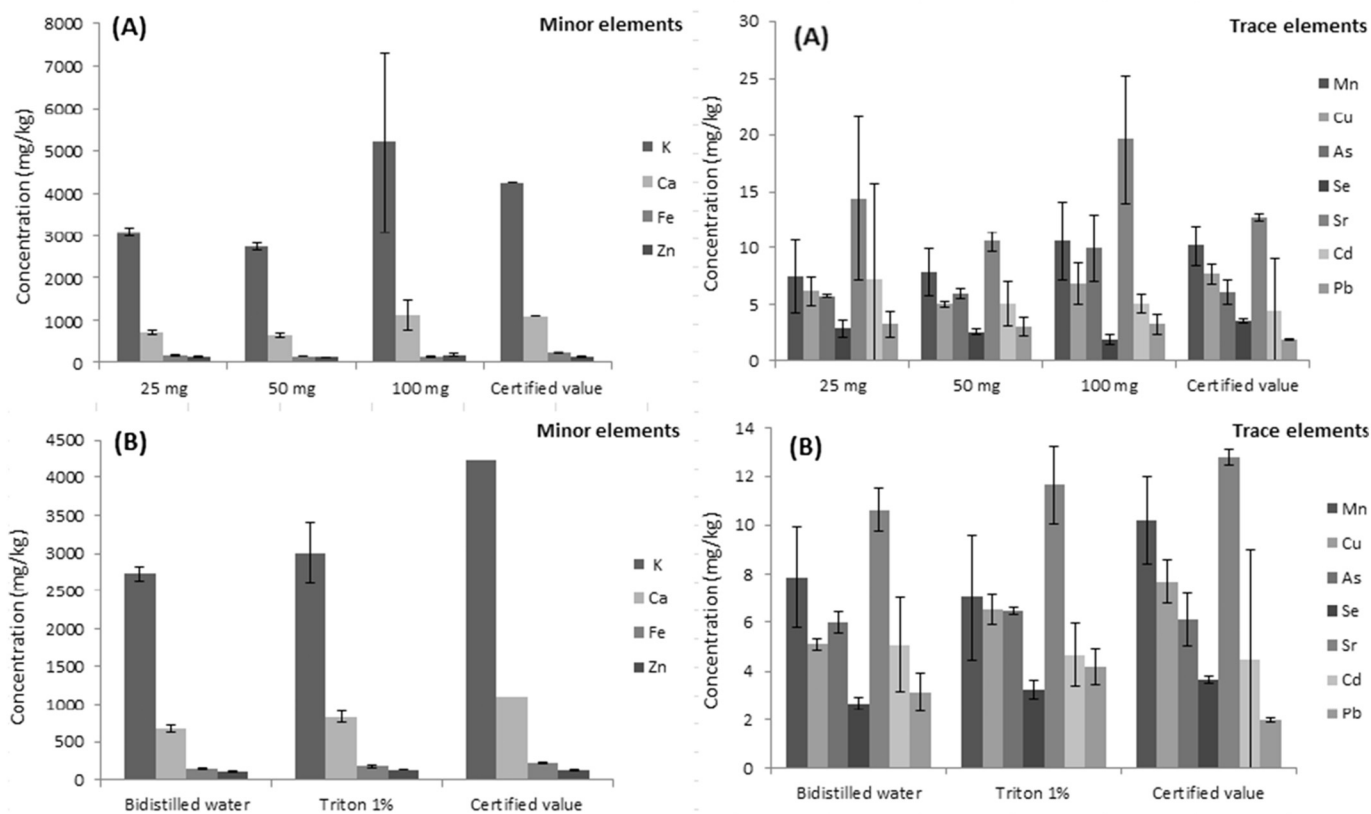 (A)
Minor elements
Concentration (mg/kg)
8000
7000
6000
5000
4000
3000
2000
1000
0
25 mg
50 mg
100 mg
Certified value
K
Ca
Fe
Zn
(A)
Trace elements
Concentration (mg/kg)
30
25
20
15
10
5
0
25 mg
50 mg
100 mg
Certified value
Mn
Cu
As
Se
Sr
Cd
Pb
(B)
Minor elements
Concentration (mg/kg)
4500
4000
3500
3000
2500
2000
1500
1000
500
0
Bidistilled water
Triton 1%
Certified value
K
Ca
Fe
Zn
(B)
Trace elements
Concentration (mg/kg)
14
12
10
8
6
4
2
0
Bidistilled water
Triton 1%
Certified value
Mn
Cu
As
Se
Sr
Cd
Pb